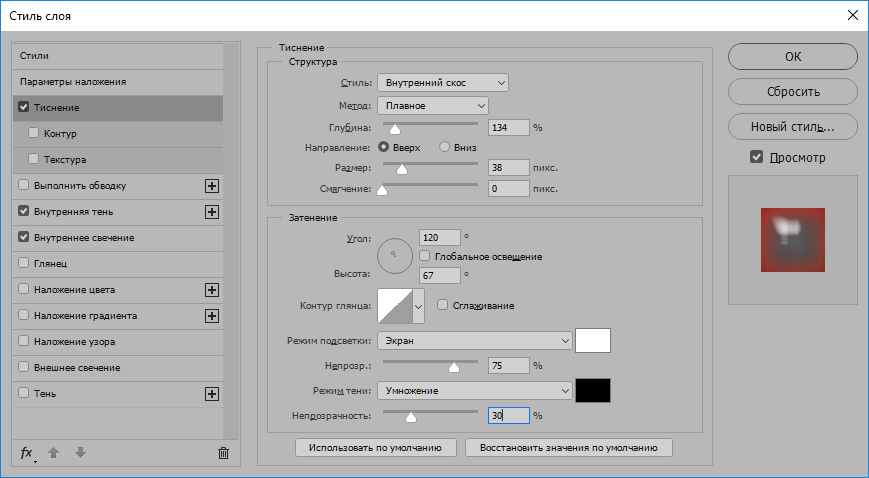 Стиль слоя
Стили
Параметры наложения
Тиснение
Контур
Текстура
Выполнить обводку
Внутренняя тень
Внутреннее свечение
Глянец
Наложение цвета
Наложение градиента
Наложение узора
Внешнее свечение
Тень
fx
Тиснение
Структура
Стиль: Внутренний скос
Метод: Плавное
Глубина: 134 %
Направление: Вверх Вниз
Размер: 38 пикс.
Смягчение: 0 пикс.
Затенение
Угол: 120 °
Глобальное освещение
Высота: 67 °
Контур глянца: Сглаживание
Режим подсветки: Экран
Непрозр.: 75 %
Режим тени: Умножение
Непрозрачность: 30 %
Использовать по умолчанию Восстановить значения по умолчанию
ОК
Сбросить
Новый стиль...
Просмотр